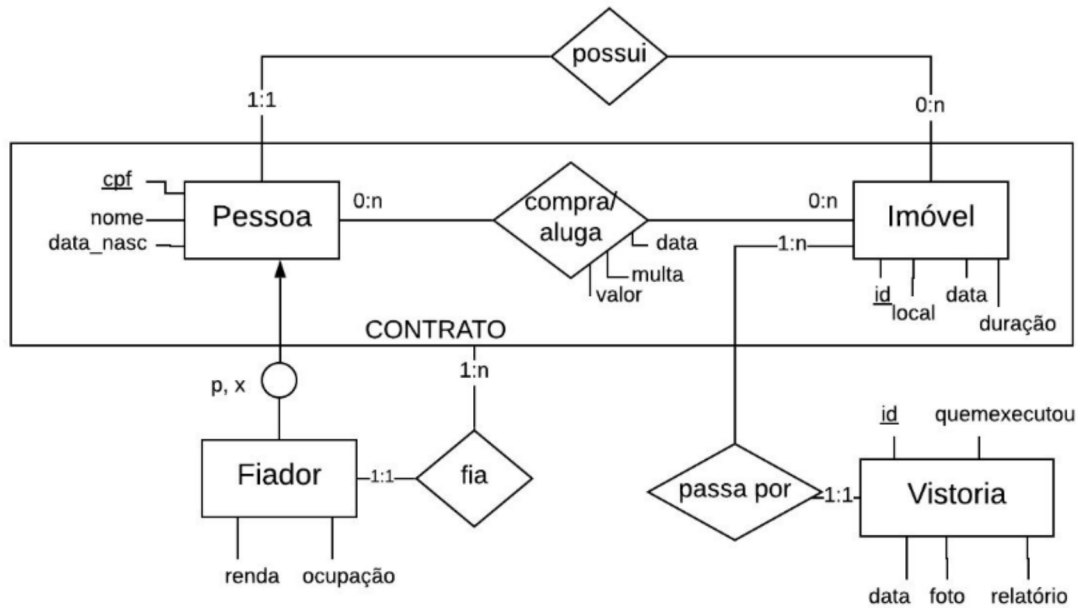 possui
1:1
0:n
cpf
nome
data_nasc
Pessoa
0:n
compra/
aluga
data
multa
valor
0:n
Imóvel
1:n
id
local
data
duração
CONTRATO
1:n
p, x
Fiador
1:1
fia
renda
ocupação
passa por
1:1
id
quemexecutou
Vistoria
data
foto
relatório